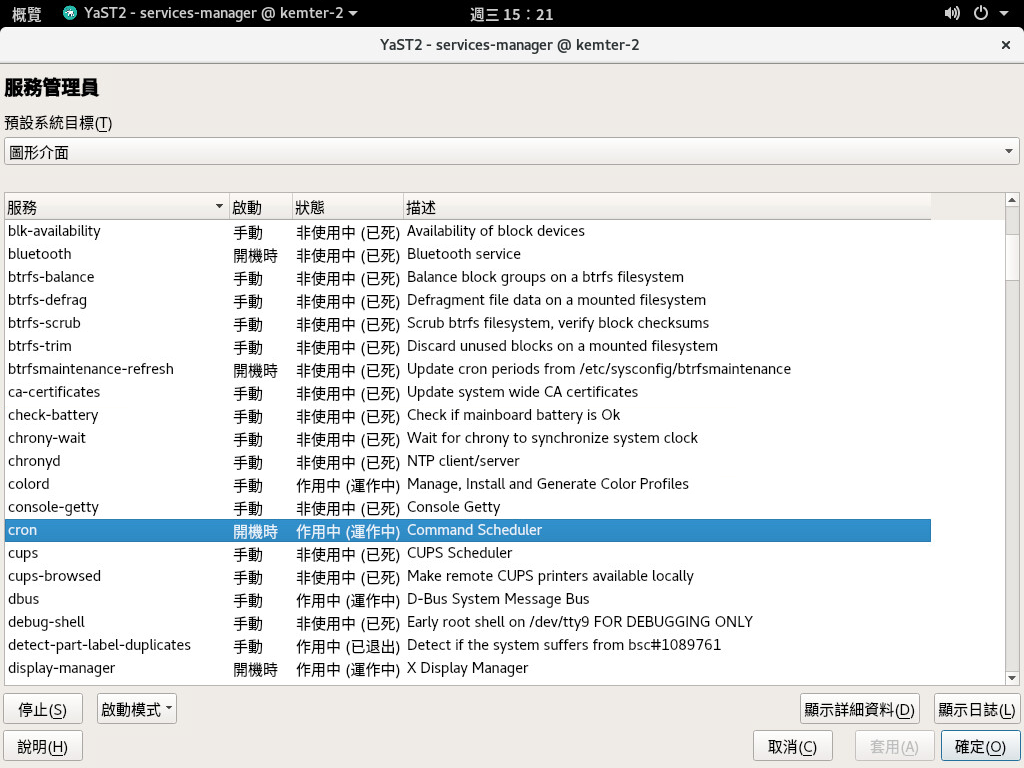 概覽 YaST2 - services-manager @ kemter-2 週三 15：21
YaST2 - services-manager @ kemter-2
服務管理員
預設系統目標(T)
圖形介面
服務 啟動 狀態 描述
blk-availability 手動 非使用中 (已死) Availability of block devices
bluetooth 開機時 非使用中 (已死) Bluetooth service
btrfs-balance 手動 非使用中 (已死) Balance block groups on a btrfs filesystem
btrfs-defrag 手動 非使用中 (已死) Defragment file data on a mounted filesystem
btrfs-scrub 手動 非使用中 (已死) Scrub btrfs filesystem, verify block checksums
btrfs-trim 手動 非使用中 (已死) Discard unused blocks on a mounted filesystem
btrfsmaintenance-refresh 開機時 非使用中 (已死) Update cron periods from /etc/sysconfig/btrfsmaintenance
ca-certificates 手動 非使用中 (已死) Update system wide CA certificates
check-battery 手動 非使用中 (已死) Check if mainboard battery is Ok
chrony-wait 手動 非使用中 (已死) Wait for chrony to synchronize system clock
chronyd 手動 非使用中 (已死) NTP client/server
colord 手動 作用中 (運作中) Manage, Install and Generate Color Profiles
console-getty 手動 非使用中 (已死) Console Getty
cron 開機時 作用中 (運作中) Command Scheduler
cups 手動 非使用中 (已死) CUPS Scheduler
cups-browsed 手動 非使用中 (已死) Make remote CUPS printers available locally
dbus 手動 作用中 (運作中) D-Bus System Message Bus
debug-shell 手動 非使用中 (已死) Early root shell on /dev/tty9 FOR DEBUGGING ONLY
detect-part-label-duplicates 手動 作用中 (已退出) Detect if the system suffers from bsc#1089761
display-manager 開機時 作用中 (運作中) X Display Manager
停止(S) 啟動模式 顯示詳細資料(D) 顯示日誌(L)
說明(H) 取消(C) 套用(A) 確定(O)